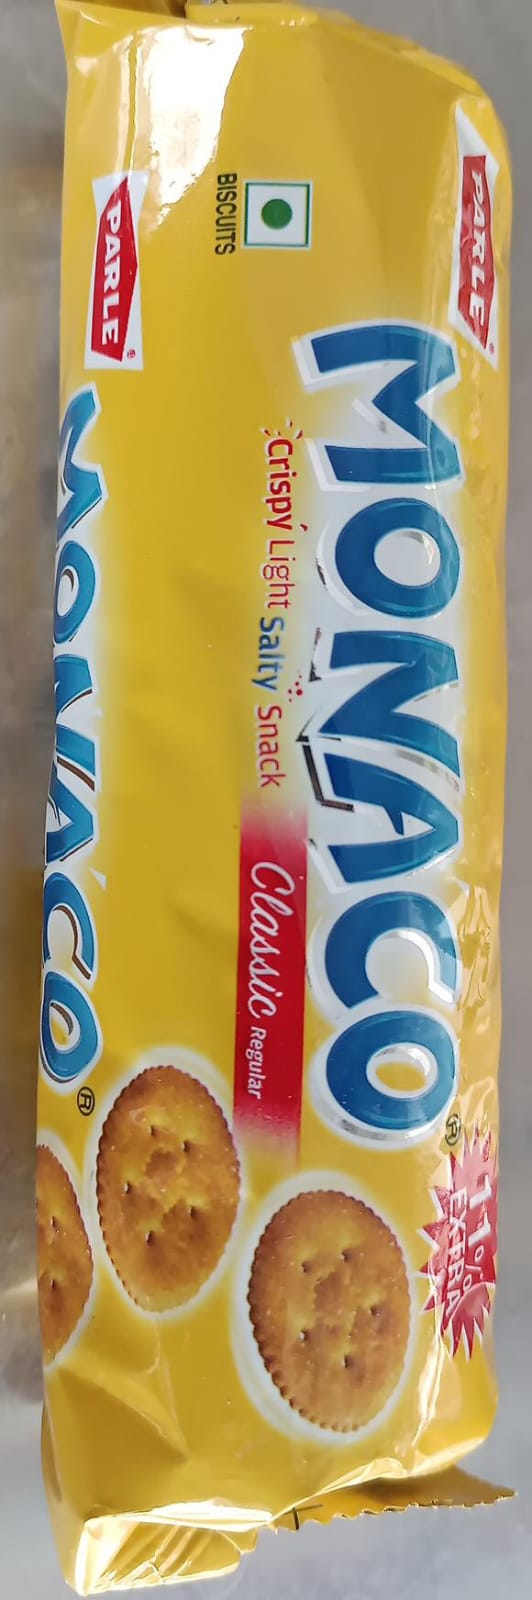 PARLE
MONACO®
Crispy Light Salty Snack
Classic Regular
11% EXTRA
BISCUITS
PARLE
MONACO®